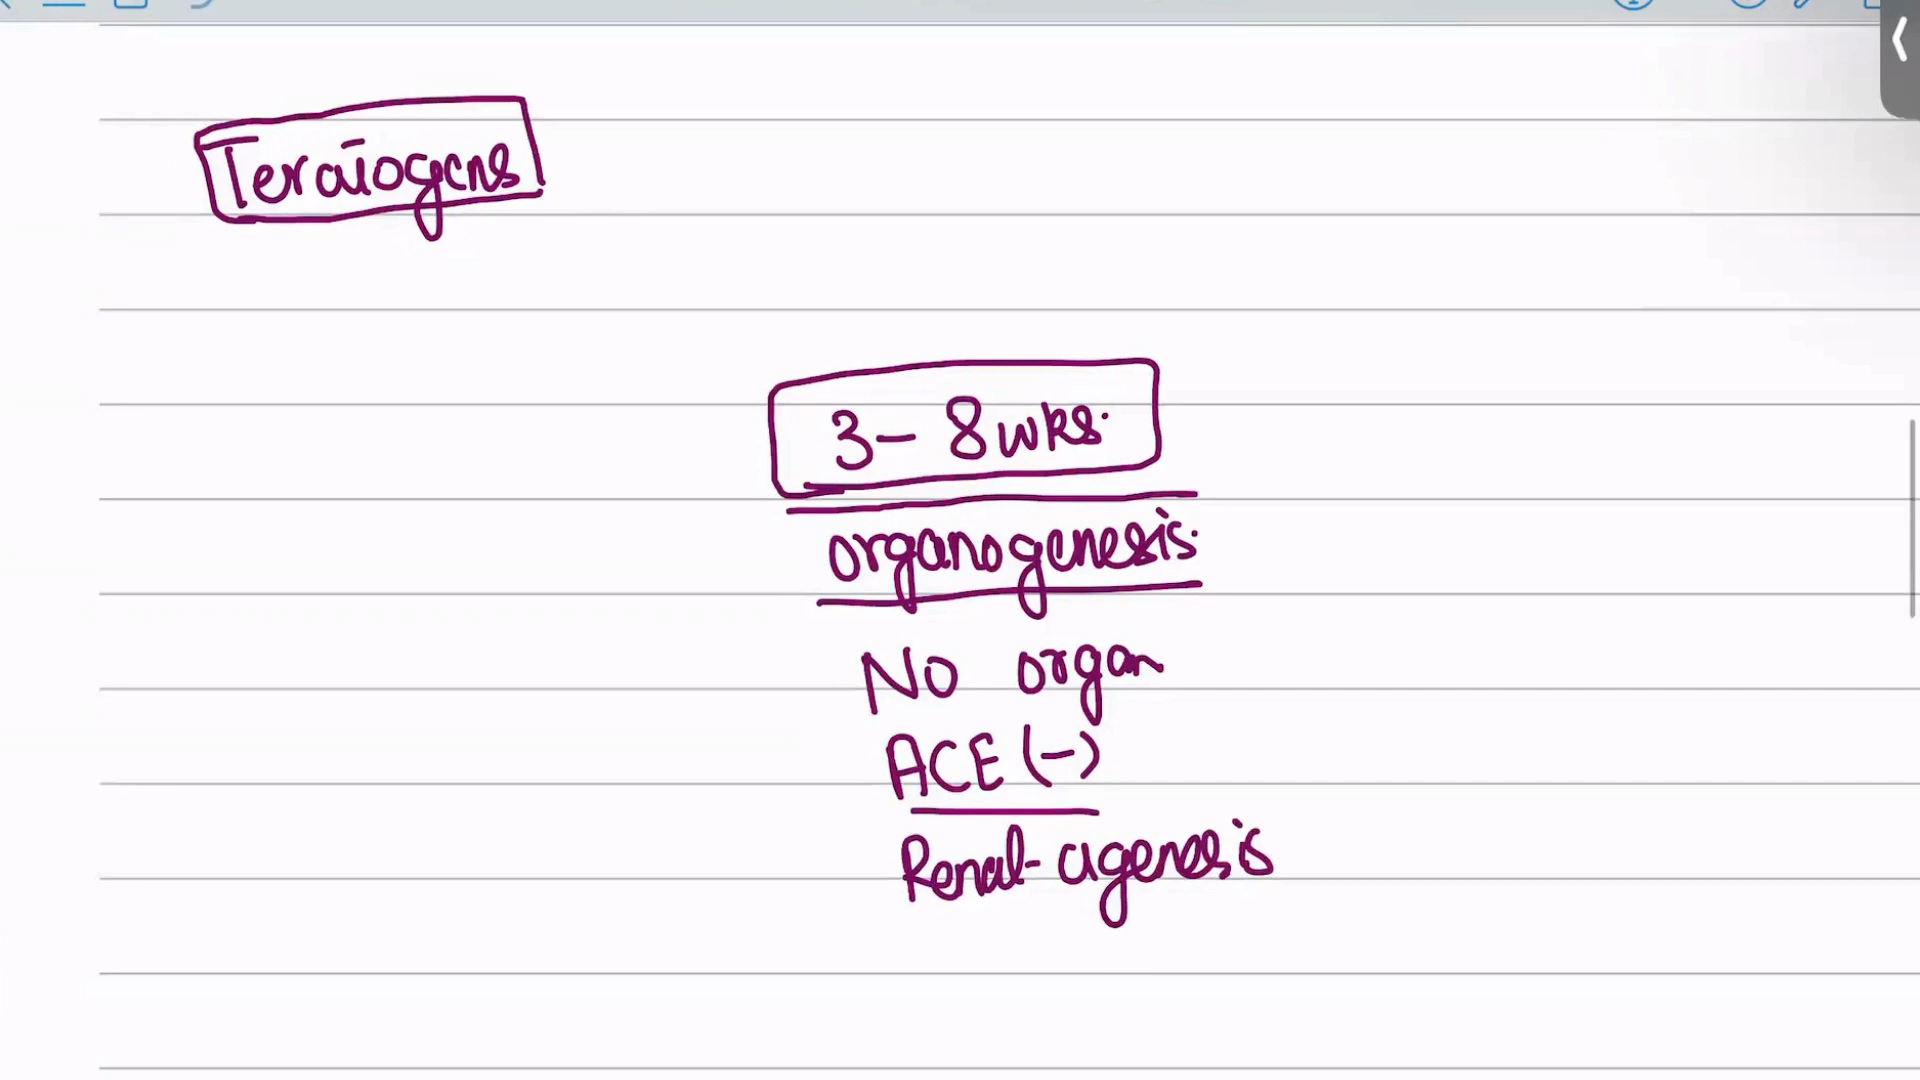 Teratogens
3- 8wks.
organogenesis.
No organ
ACE (-)
Renal-agenesis